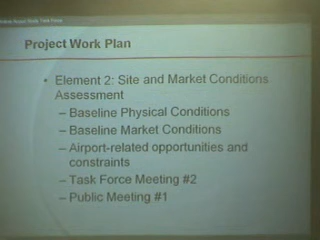 Project Work Plan
• Element 2: Site and Market Conditions
Assessment
– Baseline Physical Conditions
– Baseline Market Conditions
– Airport-related opportunities and
constraints
– Task Force Meeting #2
– Public Meeting #1